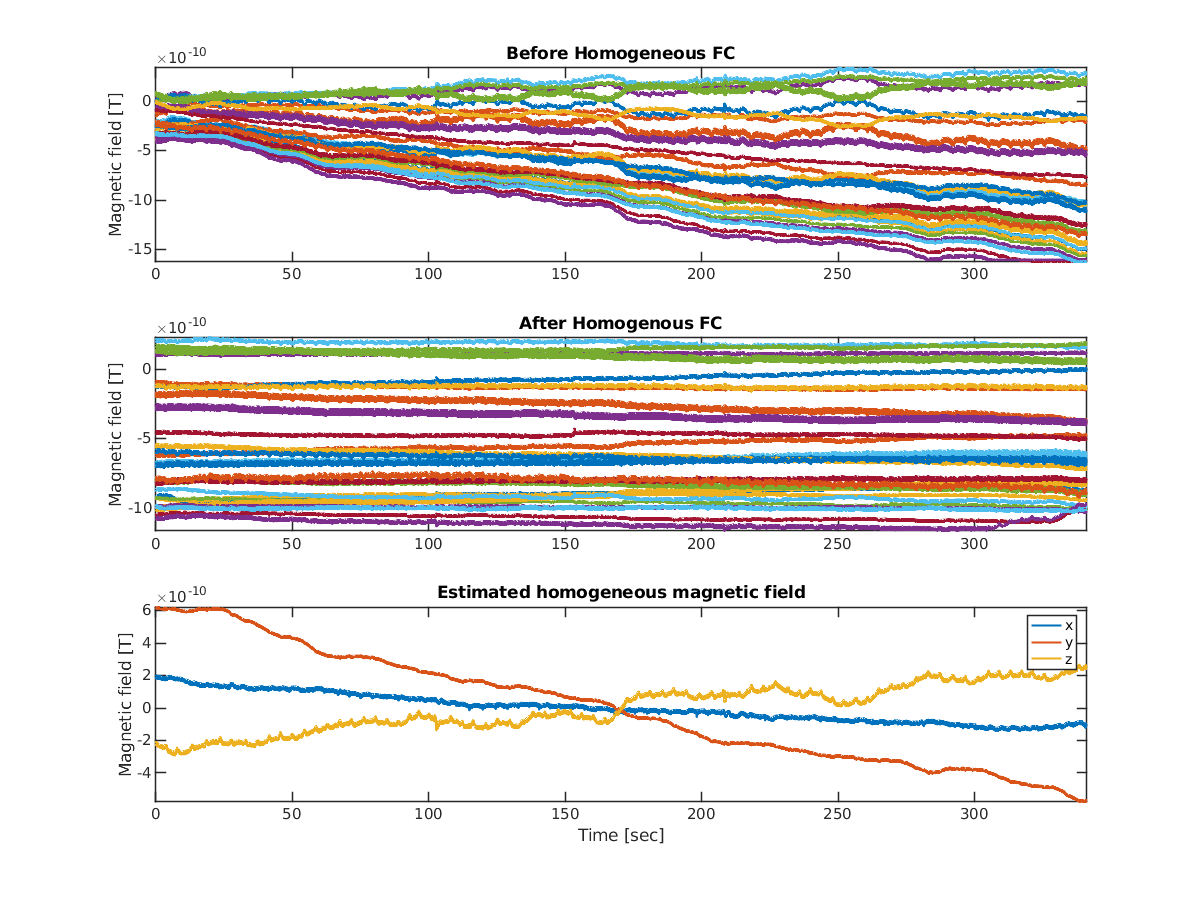 Before Homogeneous FC
×10^-10
0
-5
-10
-15
Magnetic field [T]
0 50 100 150 200 250 300
After Homogenous FC
×10^-10
0
-5
-10
Magnetic field [T]
0 50 100 150 200 250 300
Estimated homogeneous magnetic field
×10^-10
6
4
2
0
-2
-4
Magnetic field [T]
x
y
z
0 50 100 150 200 250 300
Time [sec]